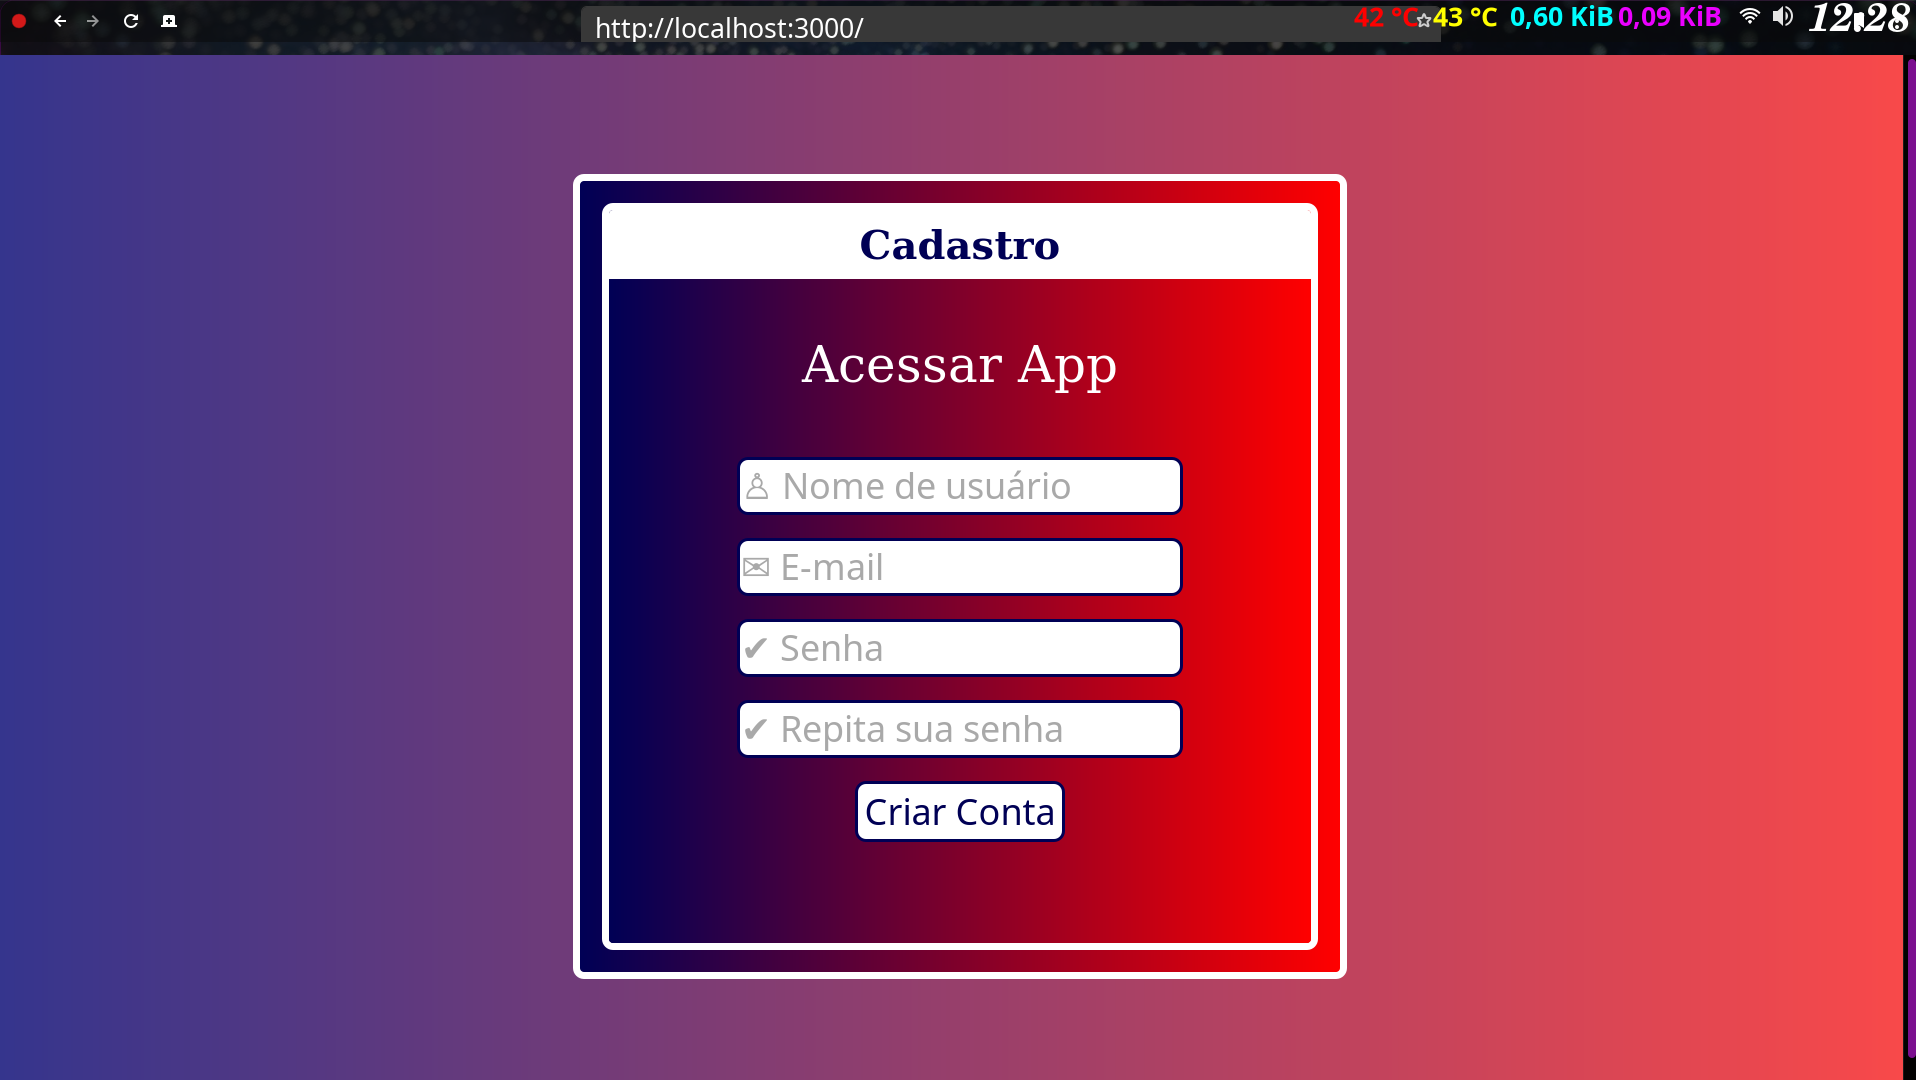 http://localhost:3000/
42 °C 43 °C 0,60 KiB 0,09 KiB 12:28
Cadastro
Acessar App
♙ Nome de usuário
✉ E-mail
✔ Senha
✔ Repita sua senha
Criar Conta